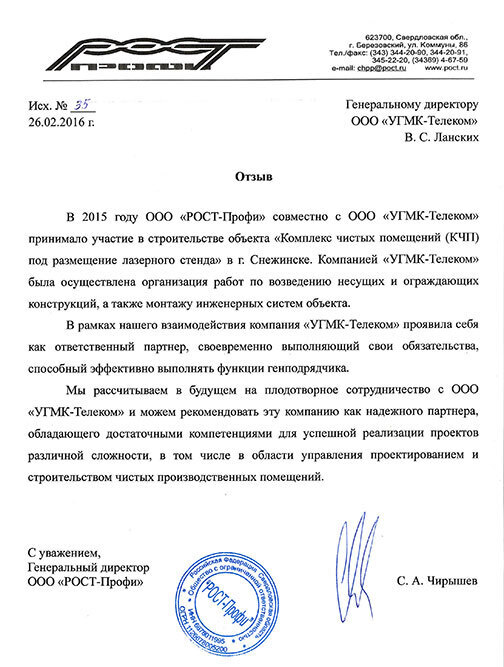 РОСТ
ПРОФИ
623700, Свердловская обл.,
г. Березовский, ул. Коммуны, 86
Тел./факс: (343) 344-20-90, 344-20-91,
345-22-20, (34369) 4-67-59
e-mail: chpp@poct.ru www.poct.ru
Исх. № 35
26.02.2016 г.
Генеральному директору
ООО «УГМК-Телеком»
В. С. Ланских
Отзыв
В 2015 году ООО «РОСТ-Профи» совместно с ООО «УГМК-Телеком»
принимало участие в строительстве объекта «Комплекс чистых помещений (КЧП)
под размещение лазерного стенда» в г. Снежинске. Компанией «УГМК-Телеком»
была осуществлена организация работ по возведению несущих и ограждающих
конструкций, а также монтажу инженерных систем объекта.
В рамках нашего взаимодействия компания «УГМК-Телеком» проявила себя
как ответственный партнер, своевременно выполняющий свои обязательства,
способный эффективно выполнять функции генподрядчика.
Мы рассчитываем в будущем на плодотворное сотрудничество с ООО
«УГМК-Телеком» и можем рекомендовать эту компанию как надежного партнера,
обладающего достаточными компетенциями для успешной реализации проектов
различной сложности, в том числе в области управления проектированием и
строительством чистых производственных помещений.
С уважением,
Генеральный директор
ООО «РОСТ-Профи»
Российская Федерация Свердловская область
Общество с ограниченной ответственностью
"РОСТ-Профи"
С. А. Чирышев